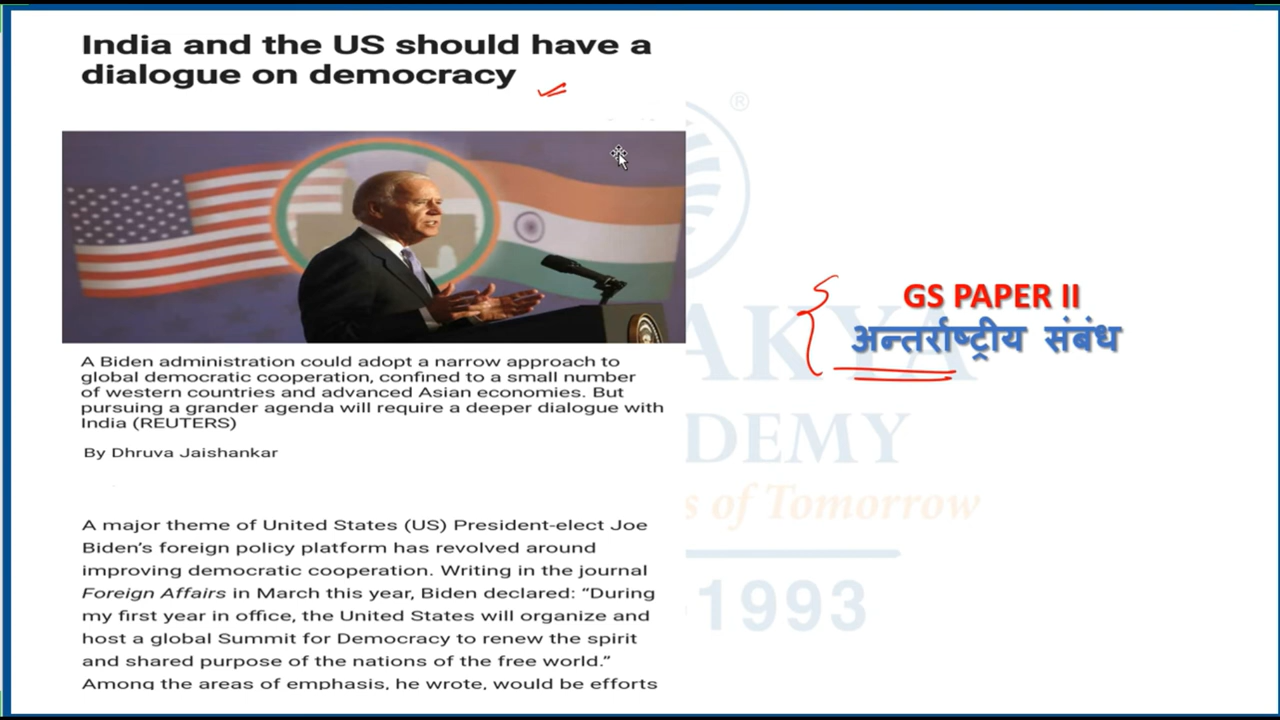 India and the US should have a
dialogue on democracy
A Biden administration could adopt a narrow approach to
global democratic cooperation, confined to a small number
of western countries and advanced Asian economies. But
pursuing a grander agenda will require a deeper dialogue with
India (REUTERS)
By Dhruva Jaishankar
A major theme of United States (US) President-elect Joe
Biden’s foreign policy platform has revolved around
improving democratic cooperation. Writing in the journal
Foreign Affairs in March this year, Biden declared: “During
my first year in office, the United States will organize and
host a global Summit for Democracy to renew the spirit
and shared purpose of the nations of the free world.”
Among the areas of emphasis, he wrote, would be efforts
GS PAPER II
अन्तर्राष्ट्रीय संबंध
®
AKYA
DEMY
s of Tomorrow
1993